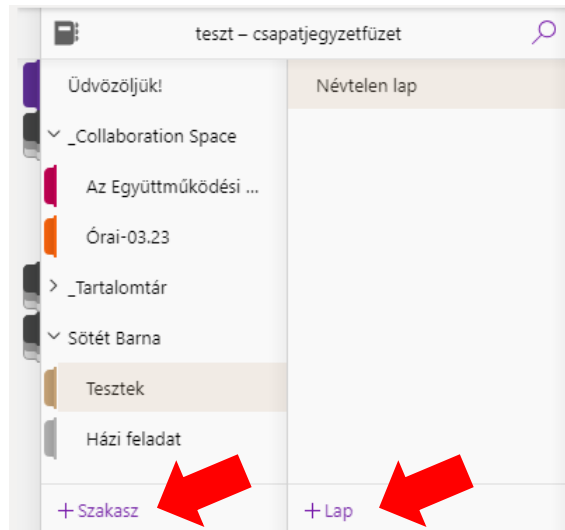 teszt – csapatjegyzetfüzet
Üdvözöljük!
_Collaboration Space
Az Együttműködési ...
Órai-03.23
_Tartalomtár
Sötét Barna
Tesztek
Házi feladat
+ Szakasz
Névtelen lap
+ Lap